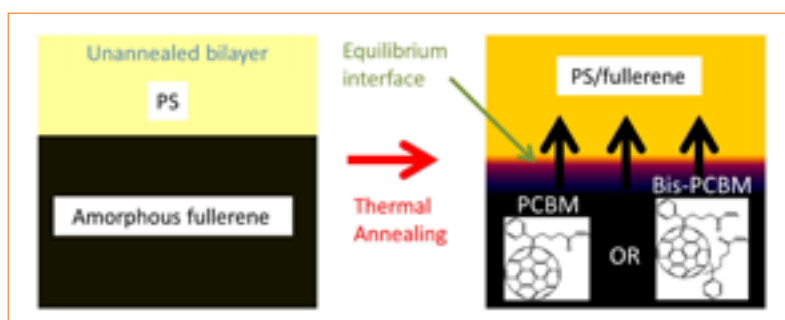 Unannealed bilayer
PS
Amorphous fullerene
Thermal
Annealing
Equilibrium
interface
PS/fullerene
PCBM
OR
Bis-PCBM